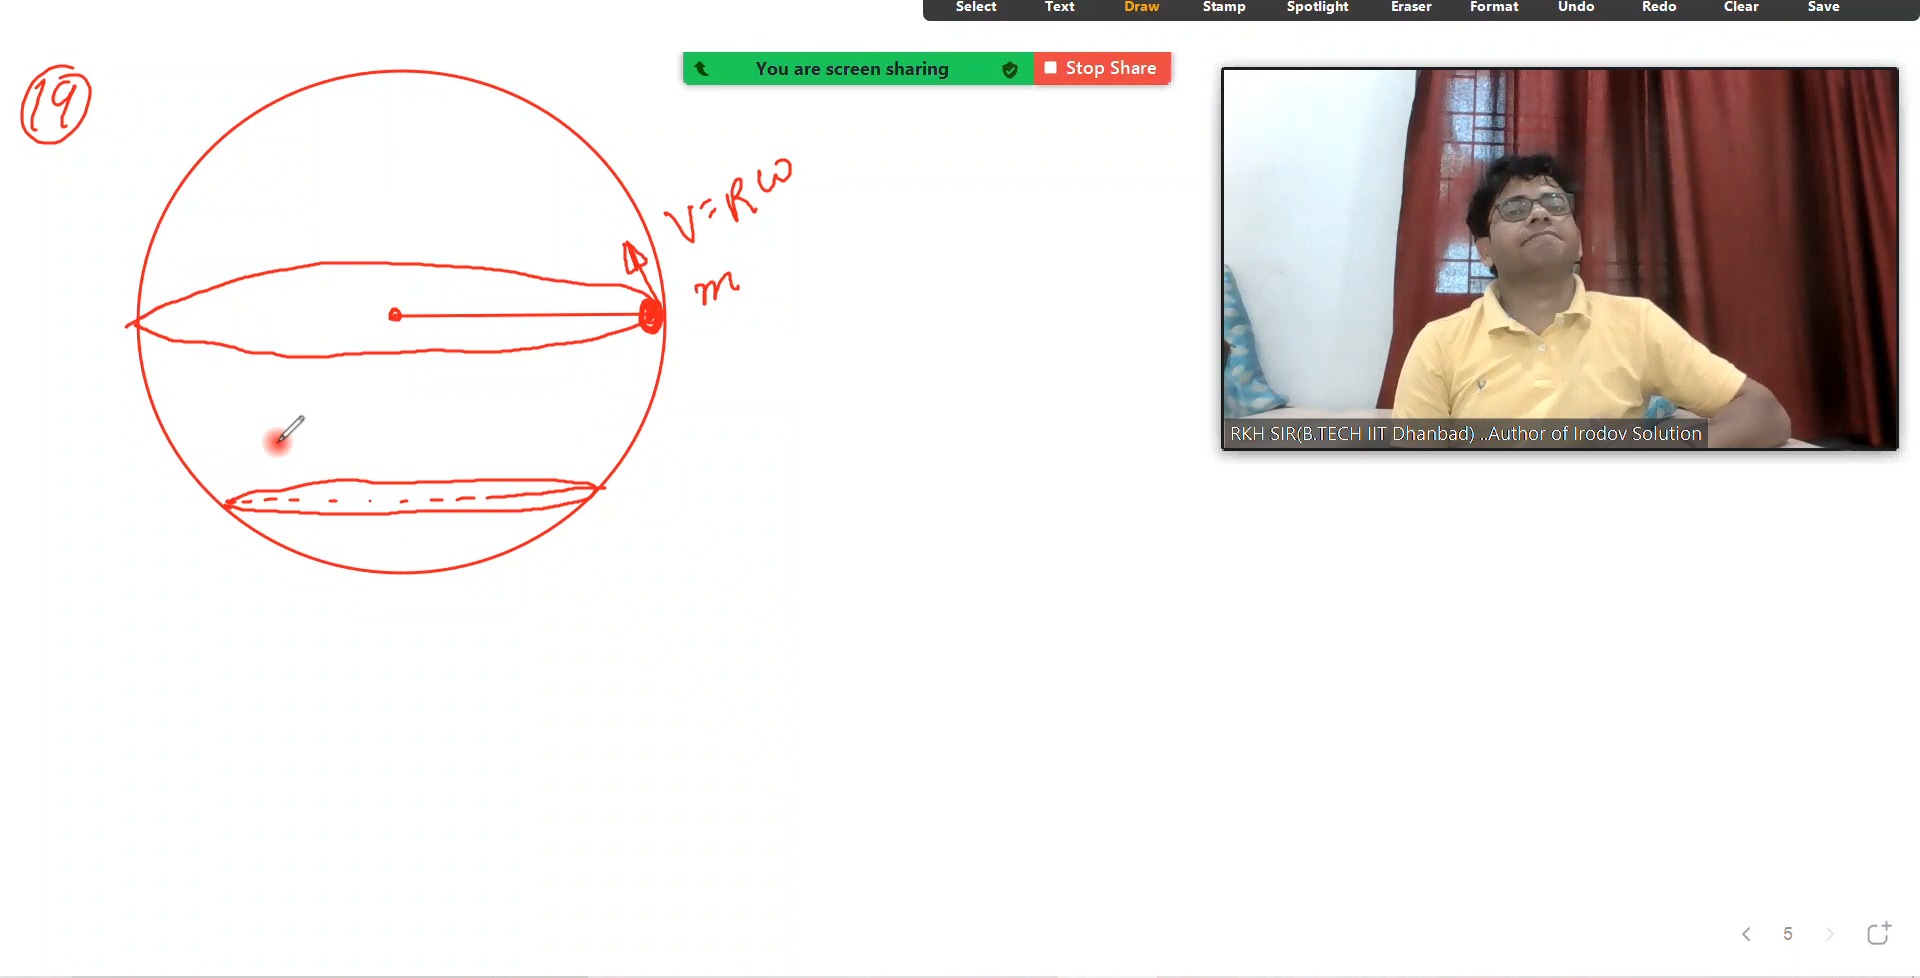 Select Text Draw Stamp Spotlight Eraser Format Undo Redo Clear Save
You are screen sharing Stop Share
19
V=Rω
m
RKH SIR(B.TECH IIT Dhanbad) ..Author of Irodov Solution
5